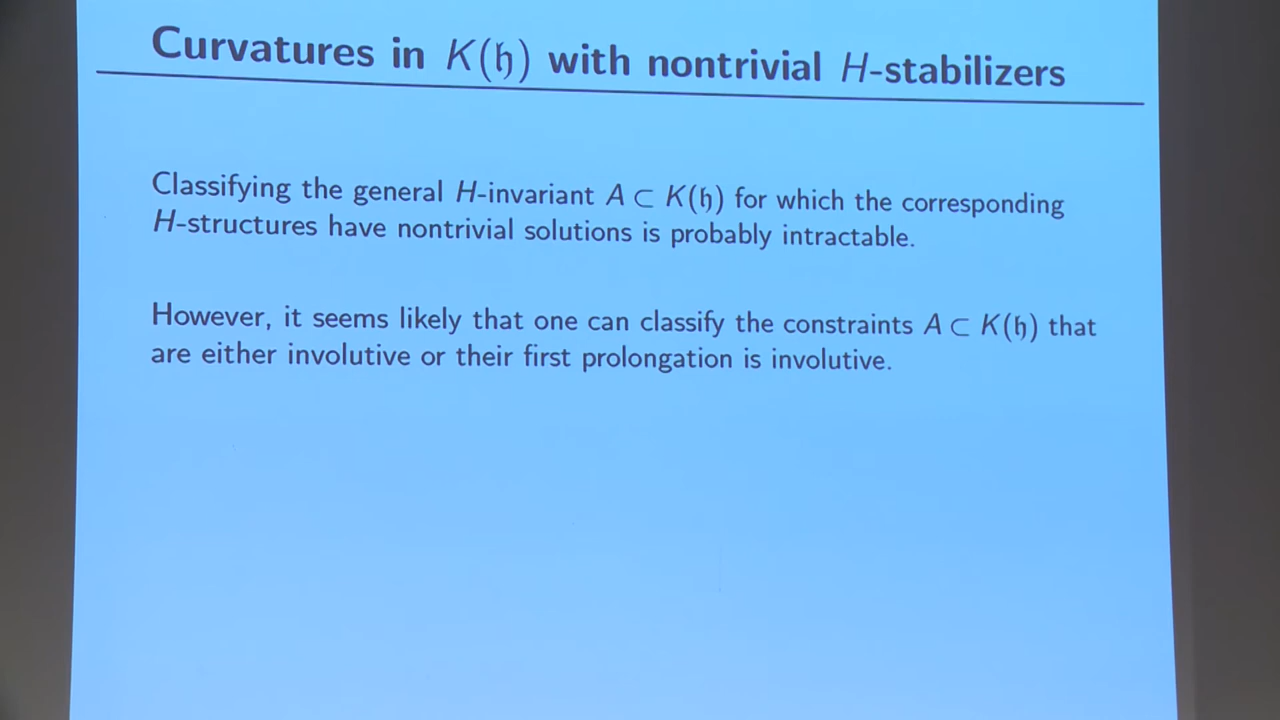 Curvatures in K(𝔥) with nontrivial H-stabilizers
Classifying the general H-invariant A ⊂ K(𝔥) for which the corresponding
H-structures have nontrivial solutions is probably intractable.
However, it seems likely that one can classify the constraints A ⊂ K(𝔥) that
are either involutive or their first prolongation is involutive.